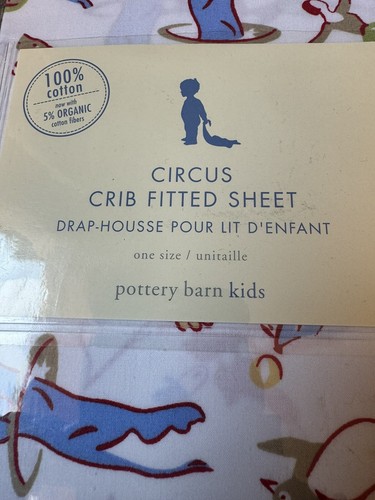 100%
cotton
now with
5% ORGANIC
cotton fibers
CIRCUS
CRIB FITTED SHEET
DRAP-HOUSSE POUR LIT D'ENFANT
one size / unitaille
pottery barn kids